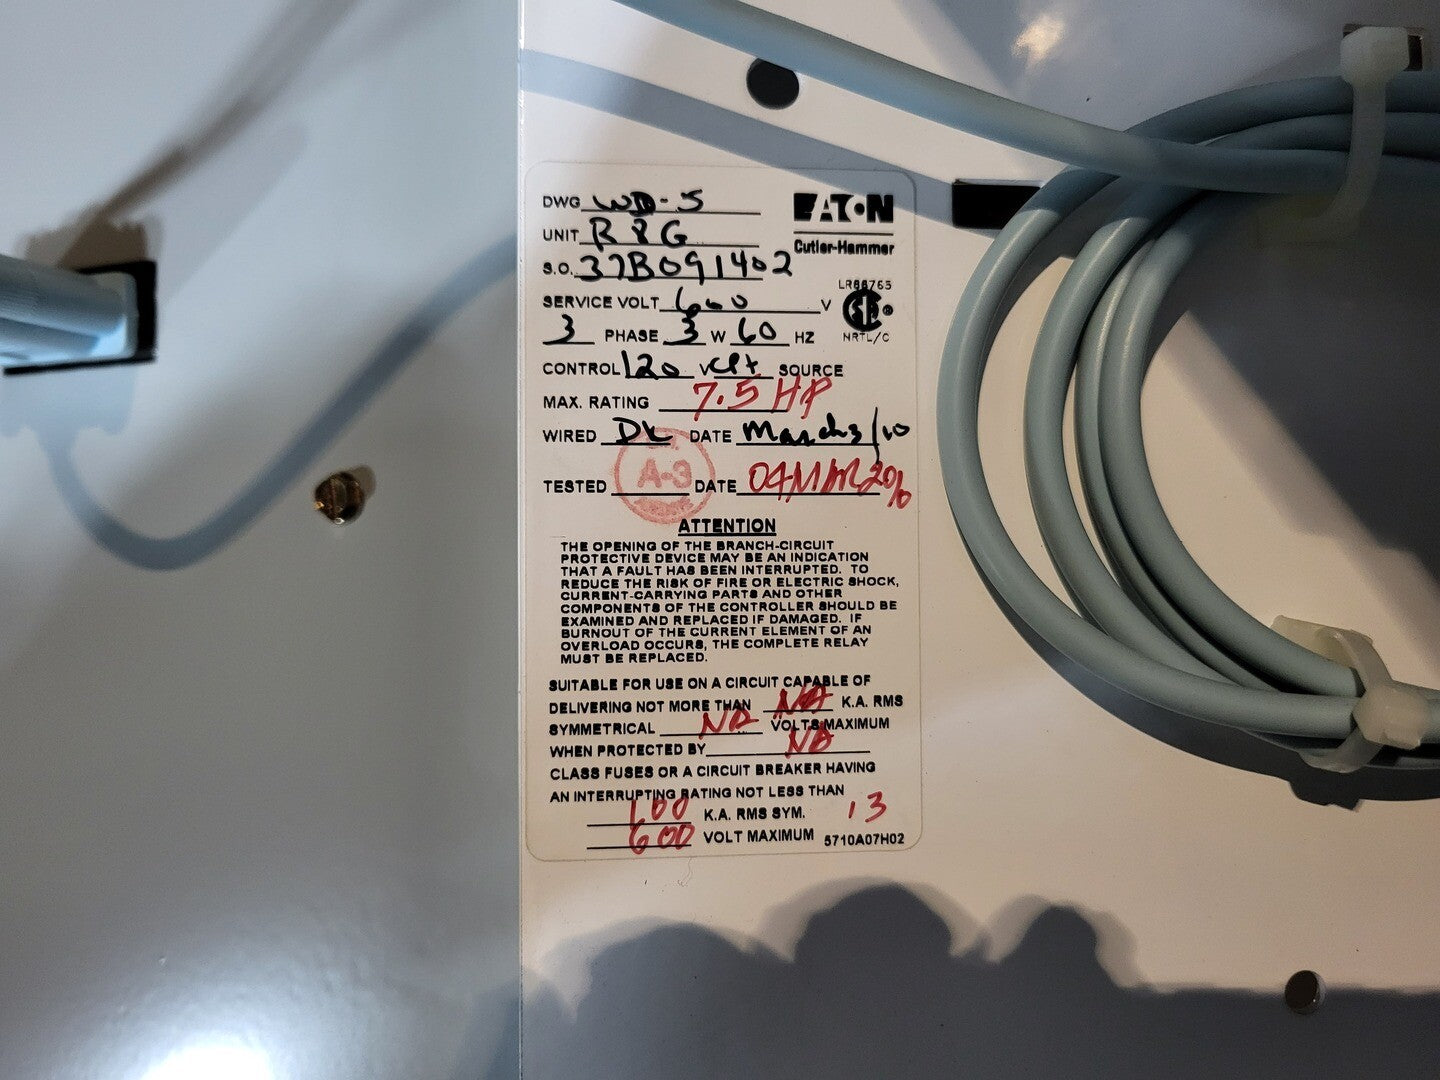 DWG WD-5
EATON
UNIT R8G
Cutler-Hammer
S.O. 37B091402
LR68765
SERVICE VOLT 600 V
SA ®
3 PHASE 3 W 60 HZ
NRTL/C
CONTROL 120 V CPT SOURCE
MAX. RATING 7.5 HP
WIRED DL DATE March3/10
A-3
TESTED DATE 04MAR2010
ATTENTION
THE OPENING OF THE BRANCH-CIRCUIT
PROTECTIVE DEVICE MAY BE AN INDICATION
THAT A FAULT HAS BEEN INTERRUPTED. TO
REDUCE THE RISK OF FIRE OR ELECTRIC SHOCK,
CURRENT-CARRYING PARTS AND OTHER
COMPONENTS OF THE CONTROLLER SHOULD BE
EXAMINED AND REPLACED IF DAMAGED. IF
BURNOUT OF THE CURRENT ELEMENT OF AN
OVERLOAD OCCURS, THE COMPLETE RELAY
MUST BE REPLACED.
SUITABLE FOR USE ON A CIRCUIT CAPABLE OF
DELIVERING NOT MORE THAN NA K.A. RMS
SYMMETRICAL NA VOLTS MAXIMUM
WHEN PROTECTED BY NA
CLASS FUSES OR A CIRCUIT BREAKER HAVING
AN INTERRUPTING RATING NOT LESS THAN
100 K.A. RMS SYM. 13
600 VOLT MAXIMUM 5710A07H02